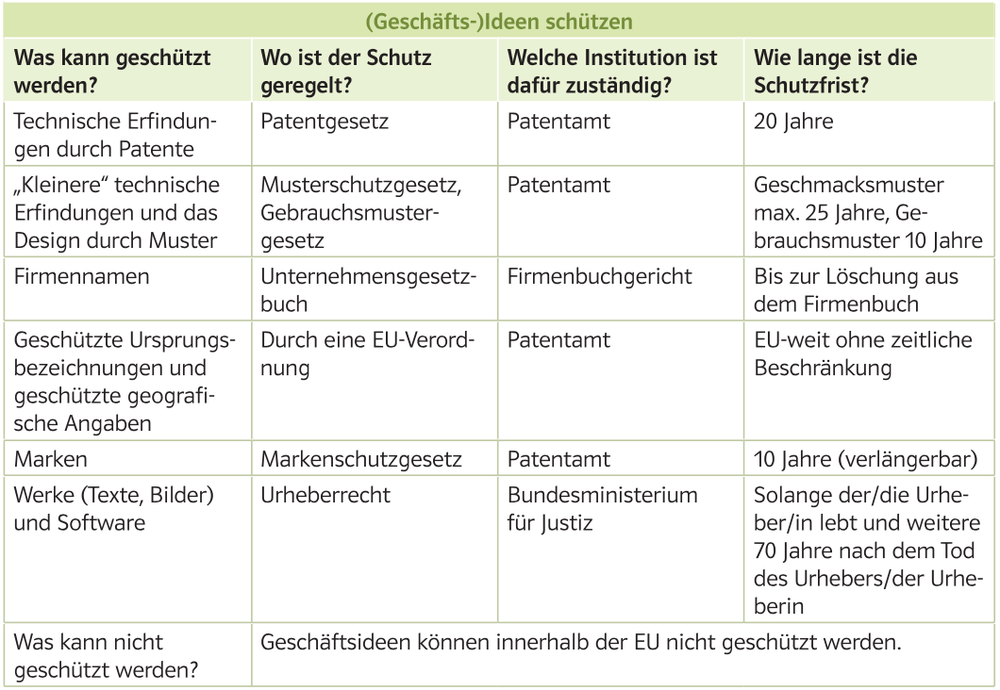 (Geschäfts-)Ideen schützen
Was kann geschützt
werden?
Wo ist der Schutz
geregelt?
Welche Institution ist
dafür zuständig?
Wie lange ist die
Schutzfrist?
Technische Erfindun-
gen durch Patente
Patentgesetz
Patentamt
20 Jahre
„Kleinere“ technische
Erfindungen und das
Design durch Muster
Musterschutzgesetz,
Gebrauchsmuster-
gesetz
Patentamt
Geschmacksmuster
max. 25 Jahre, Ge-
brauchsmuster 10 Jahre
Firmennamen
Unternehmensgesetz-
buch
Firmenbuchgericht
Bis zur Löschung aus
dem Firmenbuch
Geschützte Ursprungs-
bezeichnungen und
geschützte geografi-
sche Angaben
Durch eine EU-Verord-
nung
Patentamt
EU-weit ohne zeitliche
Beschränkung
Marken
Markenschutzgesetz
Patentamt
10 Jahre (verlängerbar)
Werke (Texte, Bilder)
und Software
Urheberrecht
Bundesministerium
für Justiz
Solange der/die Urhe-
ber/in lebt und weitere
70 Jahre nach dem Tod
des Urhebers/der Urhe-
berin
Was kann nicht
geschützt werden?
Geschäftsideen können innerhalb der EU nicht geschützt werden.